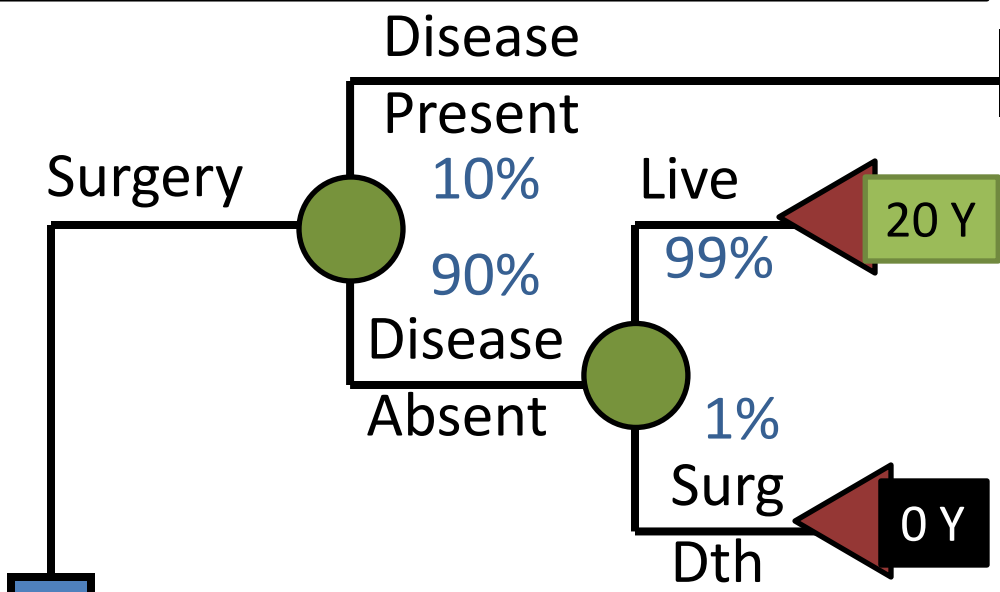 Disease
Present
10%
Surgery
Live
20 Y
99%
90%
Disease
Absent
1%
Surg
0 Y
Dth